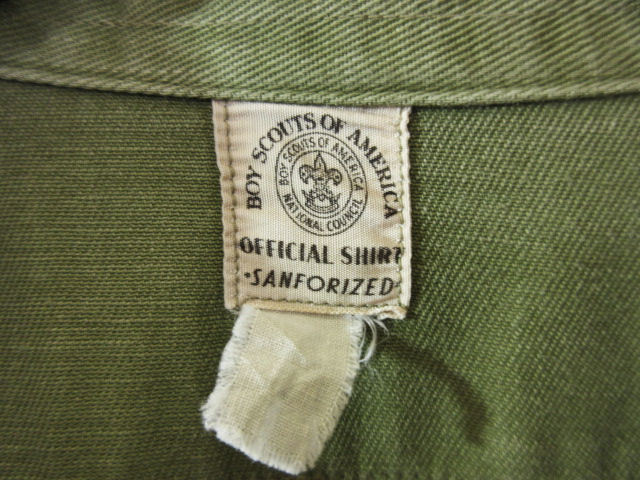 BOY SCOUTS OF AMERICA
BOY SCOUTS OF AMERICA
NATIONAL COUNCIL
OFFICIAL SHIRT
•SANFORIZED•